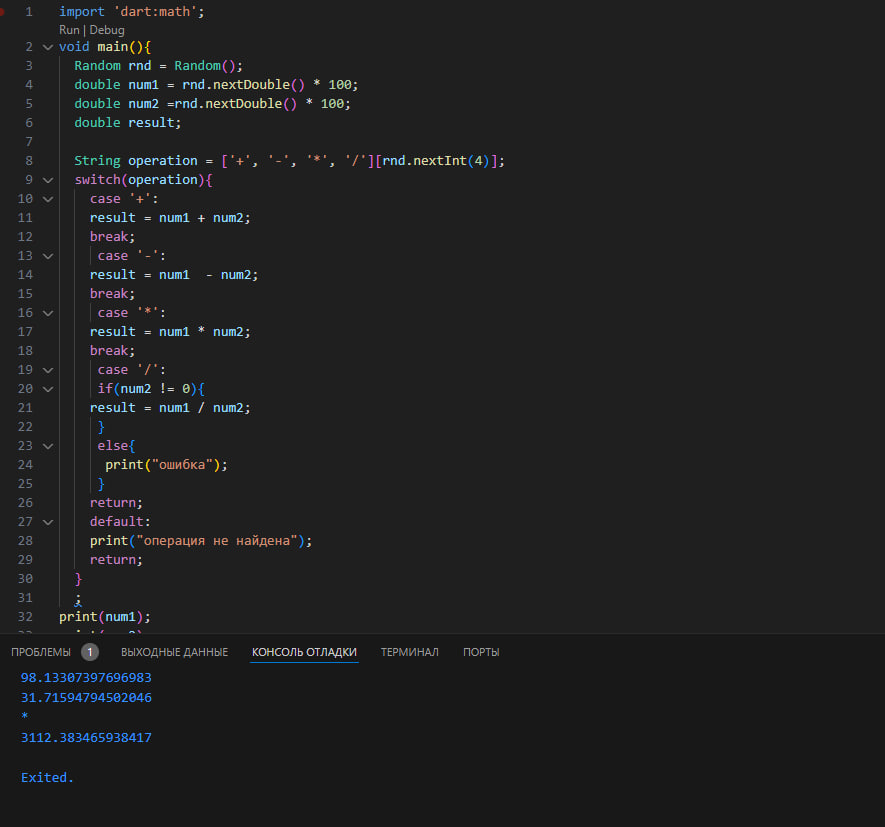 1 import 'dart:math';
Run | Debug
2 void main(){
3 Random rnd = Random();
4 double num1 = rnd.nextDouble() * 100;
5 double num2 =rnd.nextDouble() * 100;
6 double result;
7
8 String operation = ['+', '-', '*', '/'][rnd.nextInt(4)];
9 switch(operation){
10 case '+':
11 result = num1 + num2;
12 break;
13 case '-':
14 result = num1  - num2;
15 break;
16 case '*':
17 result = num1 * num2;
18 break;
19 case '/':
20 if(num2 != 0){
21 result = num1 / num2;
22 }
23 else{
24 print("ошибка");
25 }
26 return;
27 default:
28 print("операция не найдена");
29 return;
30 }
31 ;
32 print(num1);
ПРОБЛЕМЫ 1 ВЫХОДНЫЕ ДАННЫЕ КОНСОЛЬ ОТЛАДКИ ТЕРМИНАЛ ПОРТЫ
98.13307397696983
31.71594794502046
*
3112.383465938417
Exited.